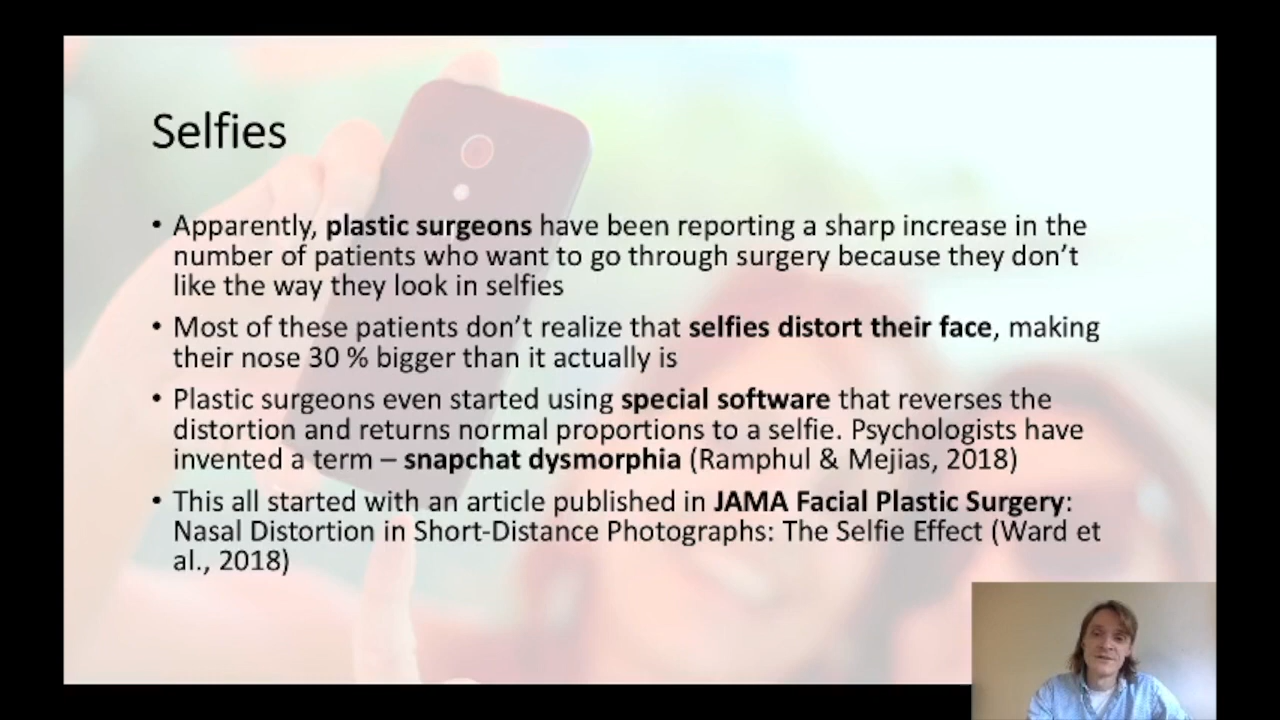 Selfies
• Apparently, plastic surgeons have been reporting a sharp increase in the
number of patients who want to go through surgery because they don’t
like the way they look in selfies
• Most of these patients don’t realize that selfies distort their face, making
their nose 30 % bigger than it actually is
• Plastic surgeons even started using special software that reverses the
distortion and returns normal proportions to a selfie. Psychologists have
invented a term – snapchat dysmorphia (Ramphul & Mejias, 2018)
• This all started with an article published in JAMA Facial Plastic Surgery:
Nasal Distortion in Short-Distance Photographs: The Selfie Effect (Ward et
al., 2018)